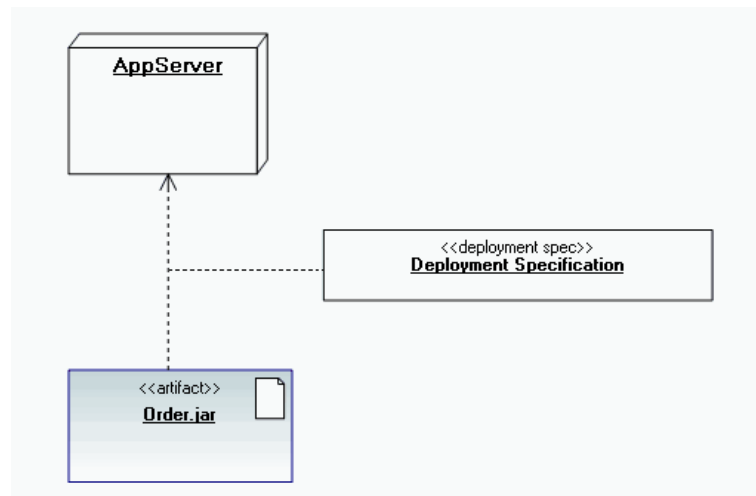 AppServer
<<deployment spec>>
Deployment Specification
<<artifact>>
Order.jar